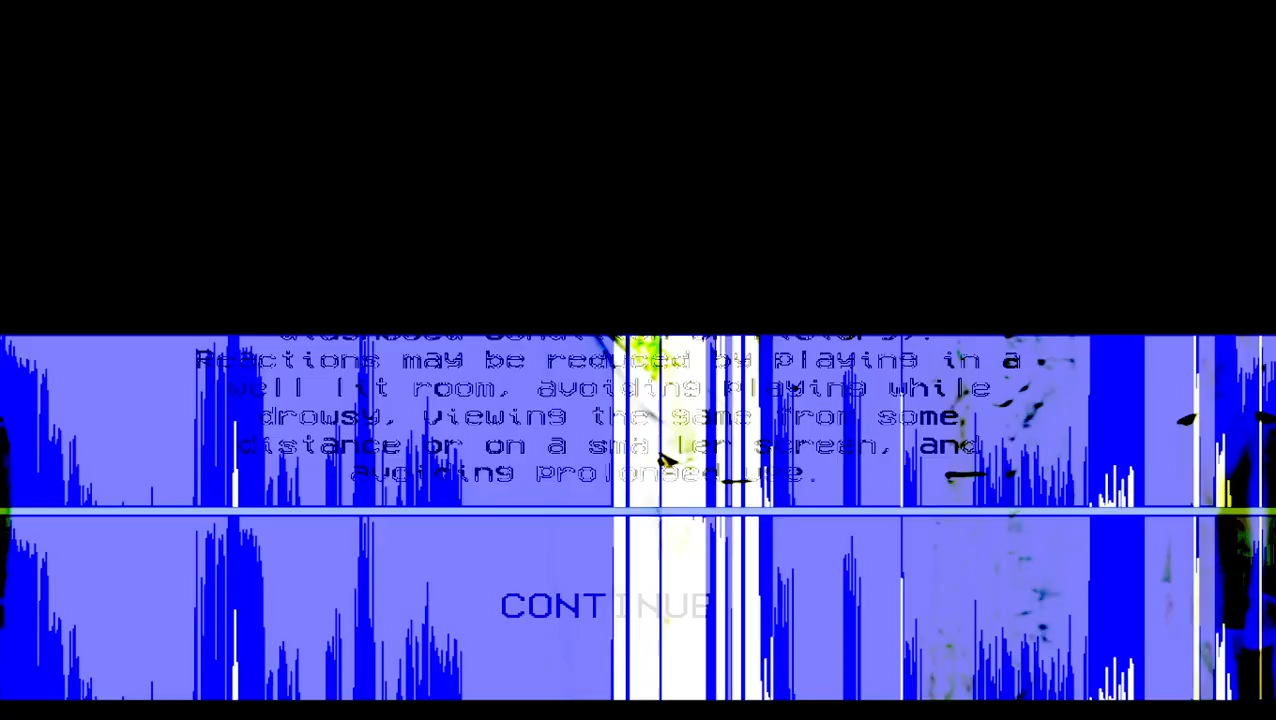 Reactions may be reduced by playing in a
well lit room, avoiding playing while
drowsy, viewing the game from some
distance or on a smaller screen, and
avoiding prolonged use.
CONTINUE